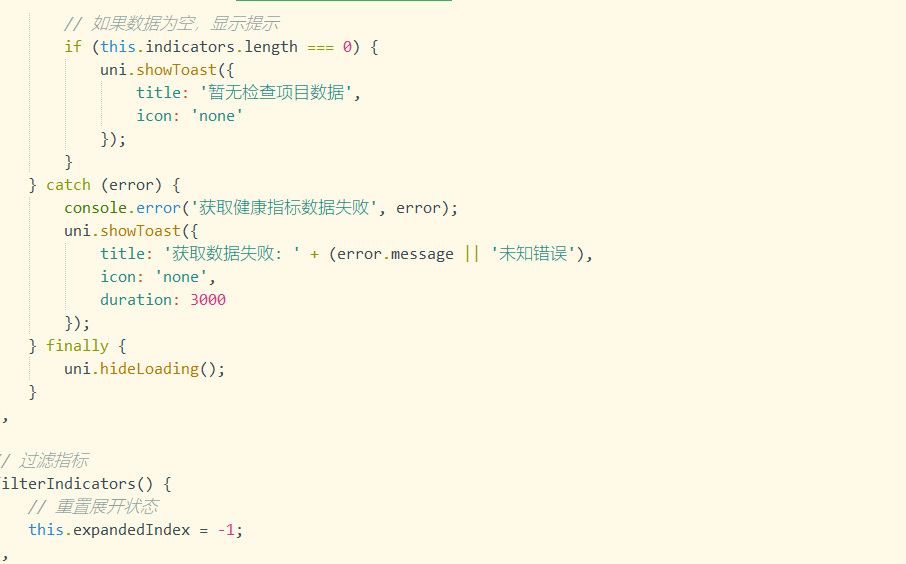 // 如果数据为空，显示提示
if (this.indicators.length === 0) {
uni.showToast({
title: '暂无检查项目数据',
icon: 'none'
});
}
} catch (error) {
console.error('获取健康指标数据失败', error);
uni.showToast({
title: '获取数据失败: ' + (error.message || '未知错误'),
icon: 'none',
duration: 3000
});
} finally {
uni.hideLoading();
}
,
/ 过滤指标
ilterIndicators() {
// 重置展开状态
this.expandedIndex = -1;
,